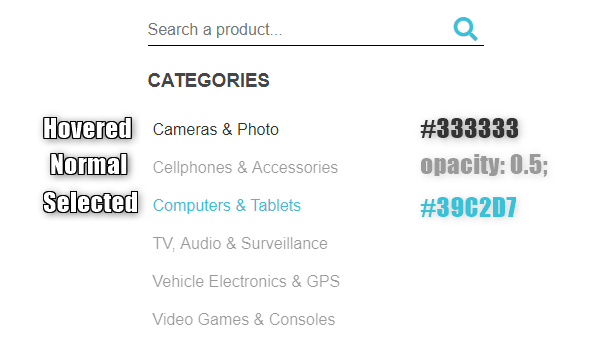 Search a product...
CATEGORIES
Hovered Cameras & Photo #333333
Normal Cellphones & Accessories opacity: 0.5;
Selected Computers & Tablets #39C2D7
TV, Audio & Surveillance
Vehicle Electronics & GPS
Video Games & Consoles